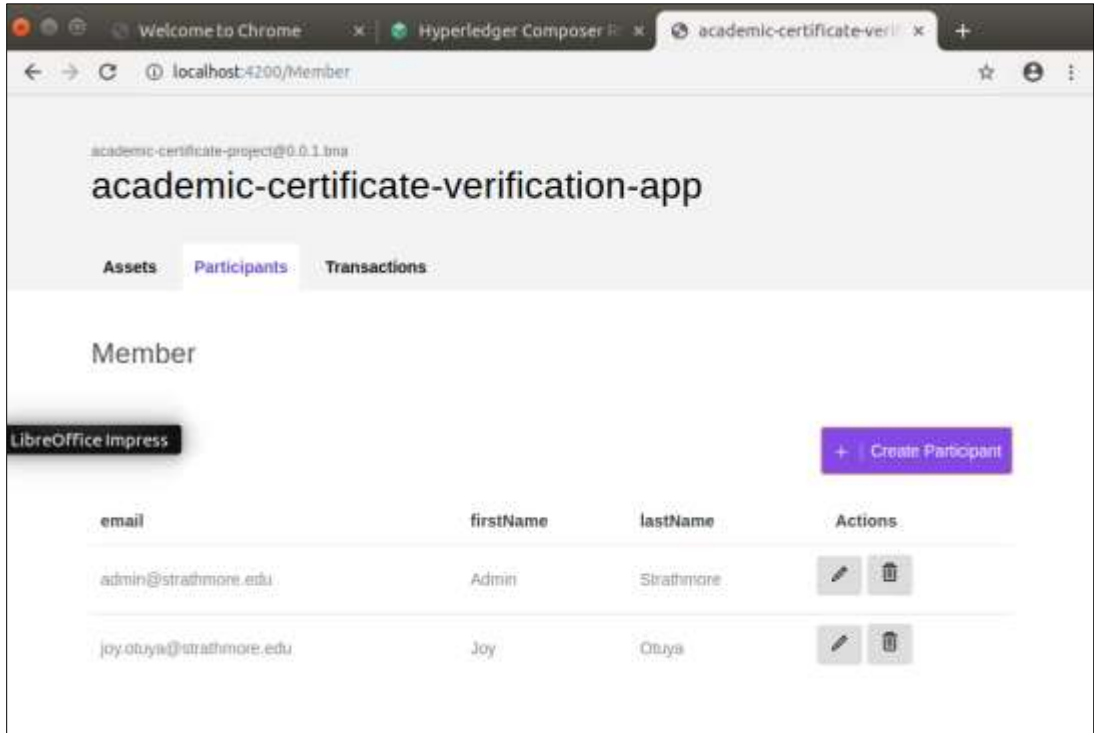 Welcome to Chrome
Hyperledger Composer R
academic-certificate-verif
localhost:4200/Member
academic-certificate-project@0.0.1.bna
academic-certificate-verification-app
Assets Participants Transactions
Member
LibreOffice Impress
+ | Create Participant
email firstName lastName Actions
admin@strathmore.edu Admin Strathmore
joy.otuya@strathmore.edu Joy Otuya